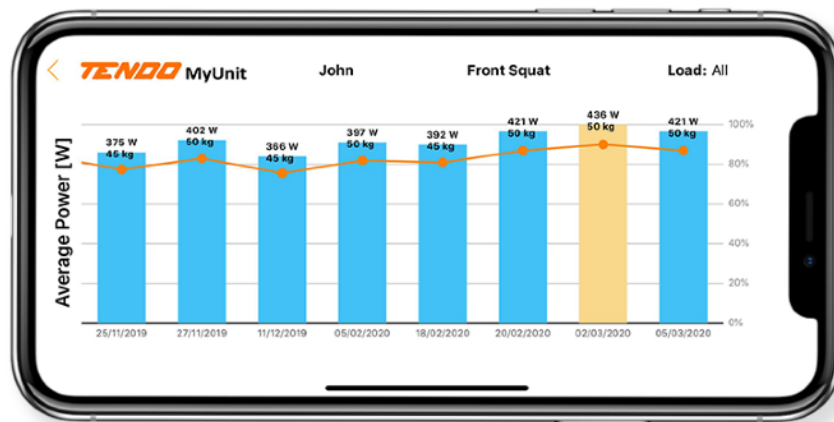 TENDO MyUnit John Front Squat Load: All
Average Power [W]
375 W
45 kg
402 W
50 kg
366 W
45 kg
397 W
50 kg
392 W
45 kg
421 W
50 kg
436 W
50 kg
421 W
50 kg
100%
80%
60%
40%
20%
0%
25/11/2019 27/11/2019 11/12/2019 05/02/2020 18/02/2020 20/02/2020 02/03/2020 05/03/2020